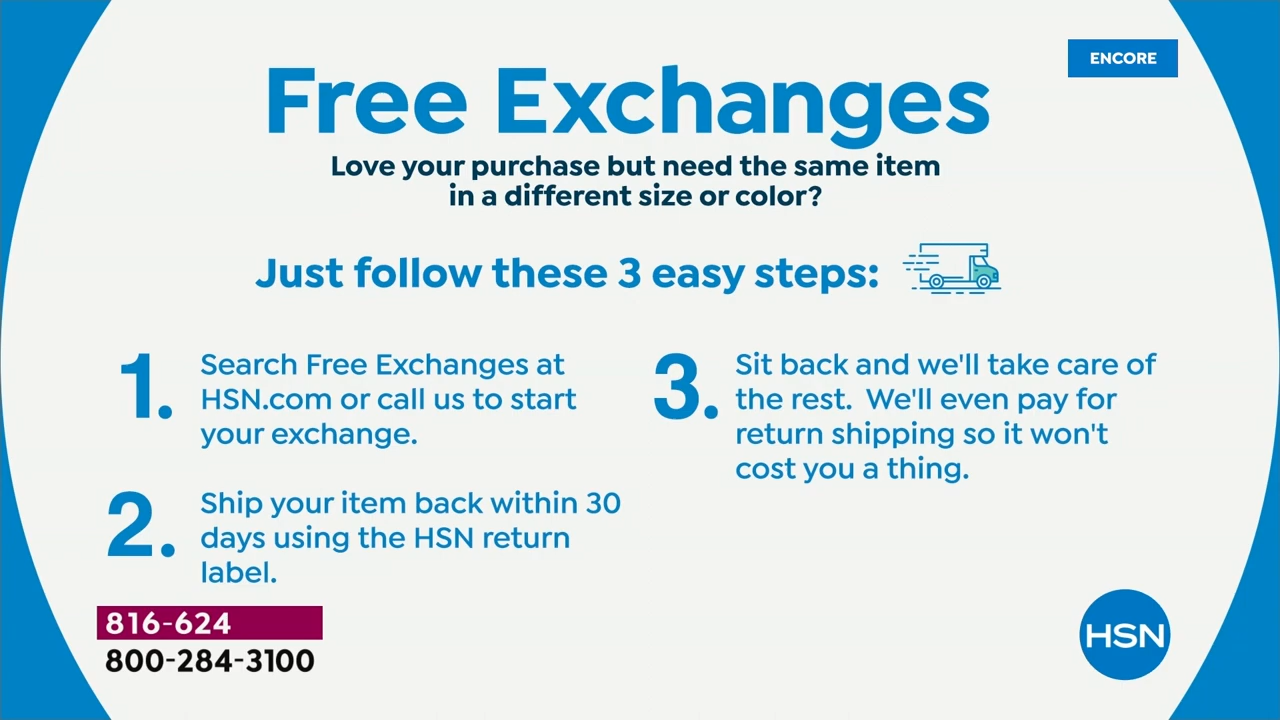 ENCORE
Free Exchanges
Love your purchase but need the same item
in a different size or color?
Just follow these 3 easy steps:
1. Search Free Exchanges at
HSN.com or call us to start
your exchange.
2. Ship your item back within 30
days using the HSN return
label.
3. Sit back and we'll take care of
the rest.  We'll even pay for
return shipping so it won't
cost you a thing.
816-624
800-284-3100
HSN